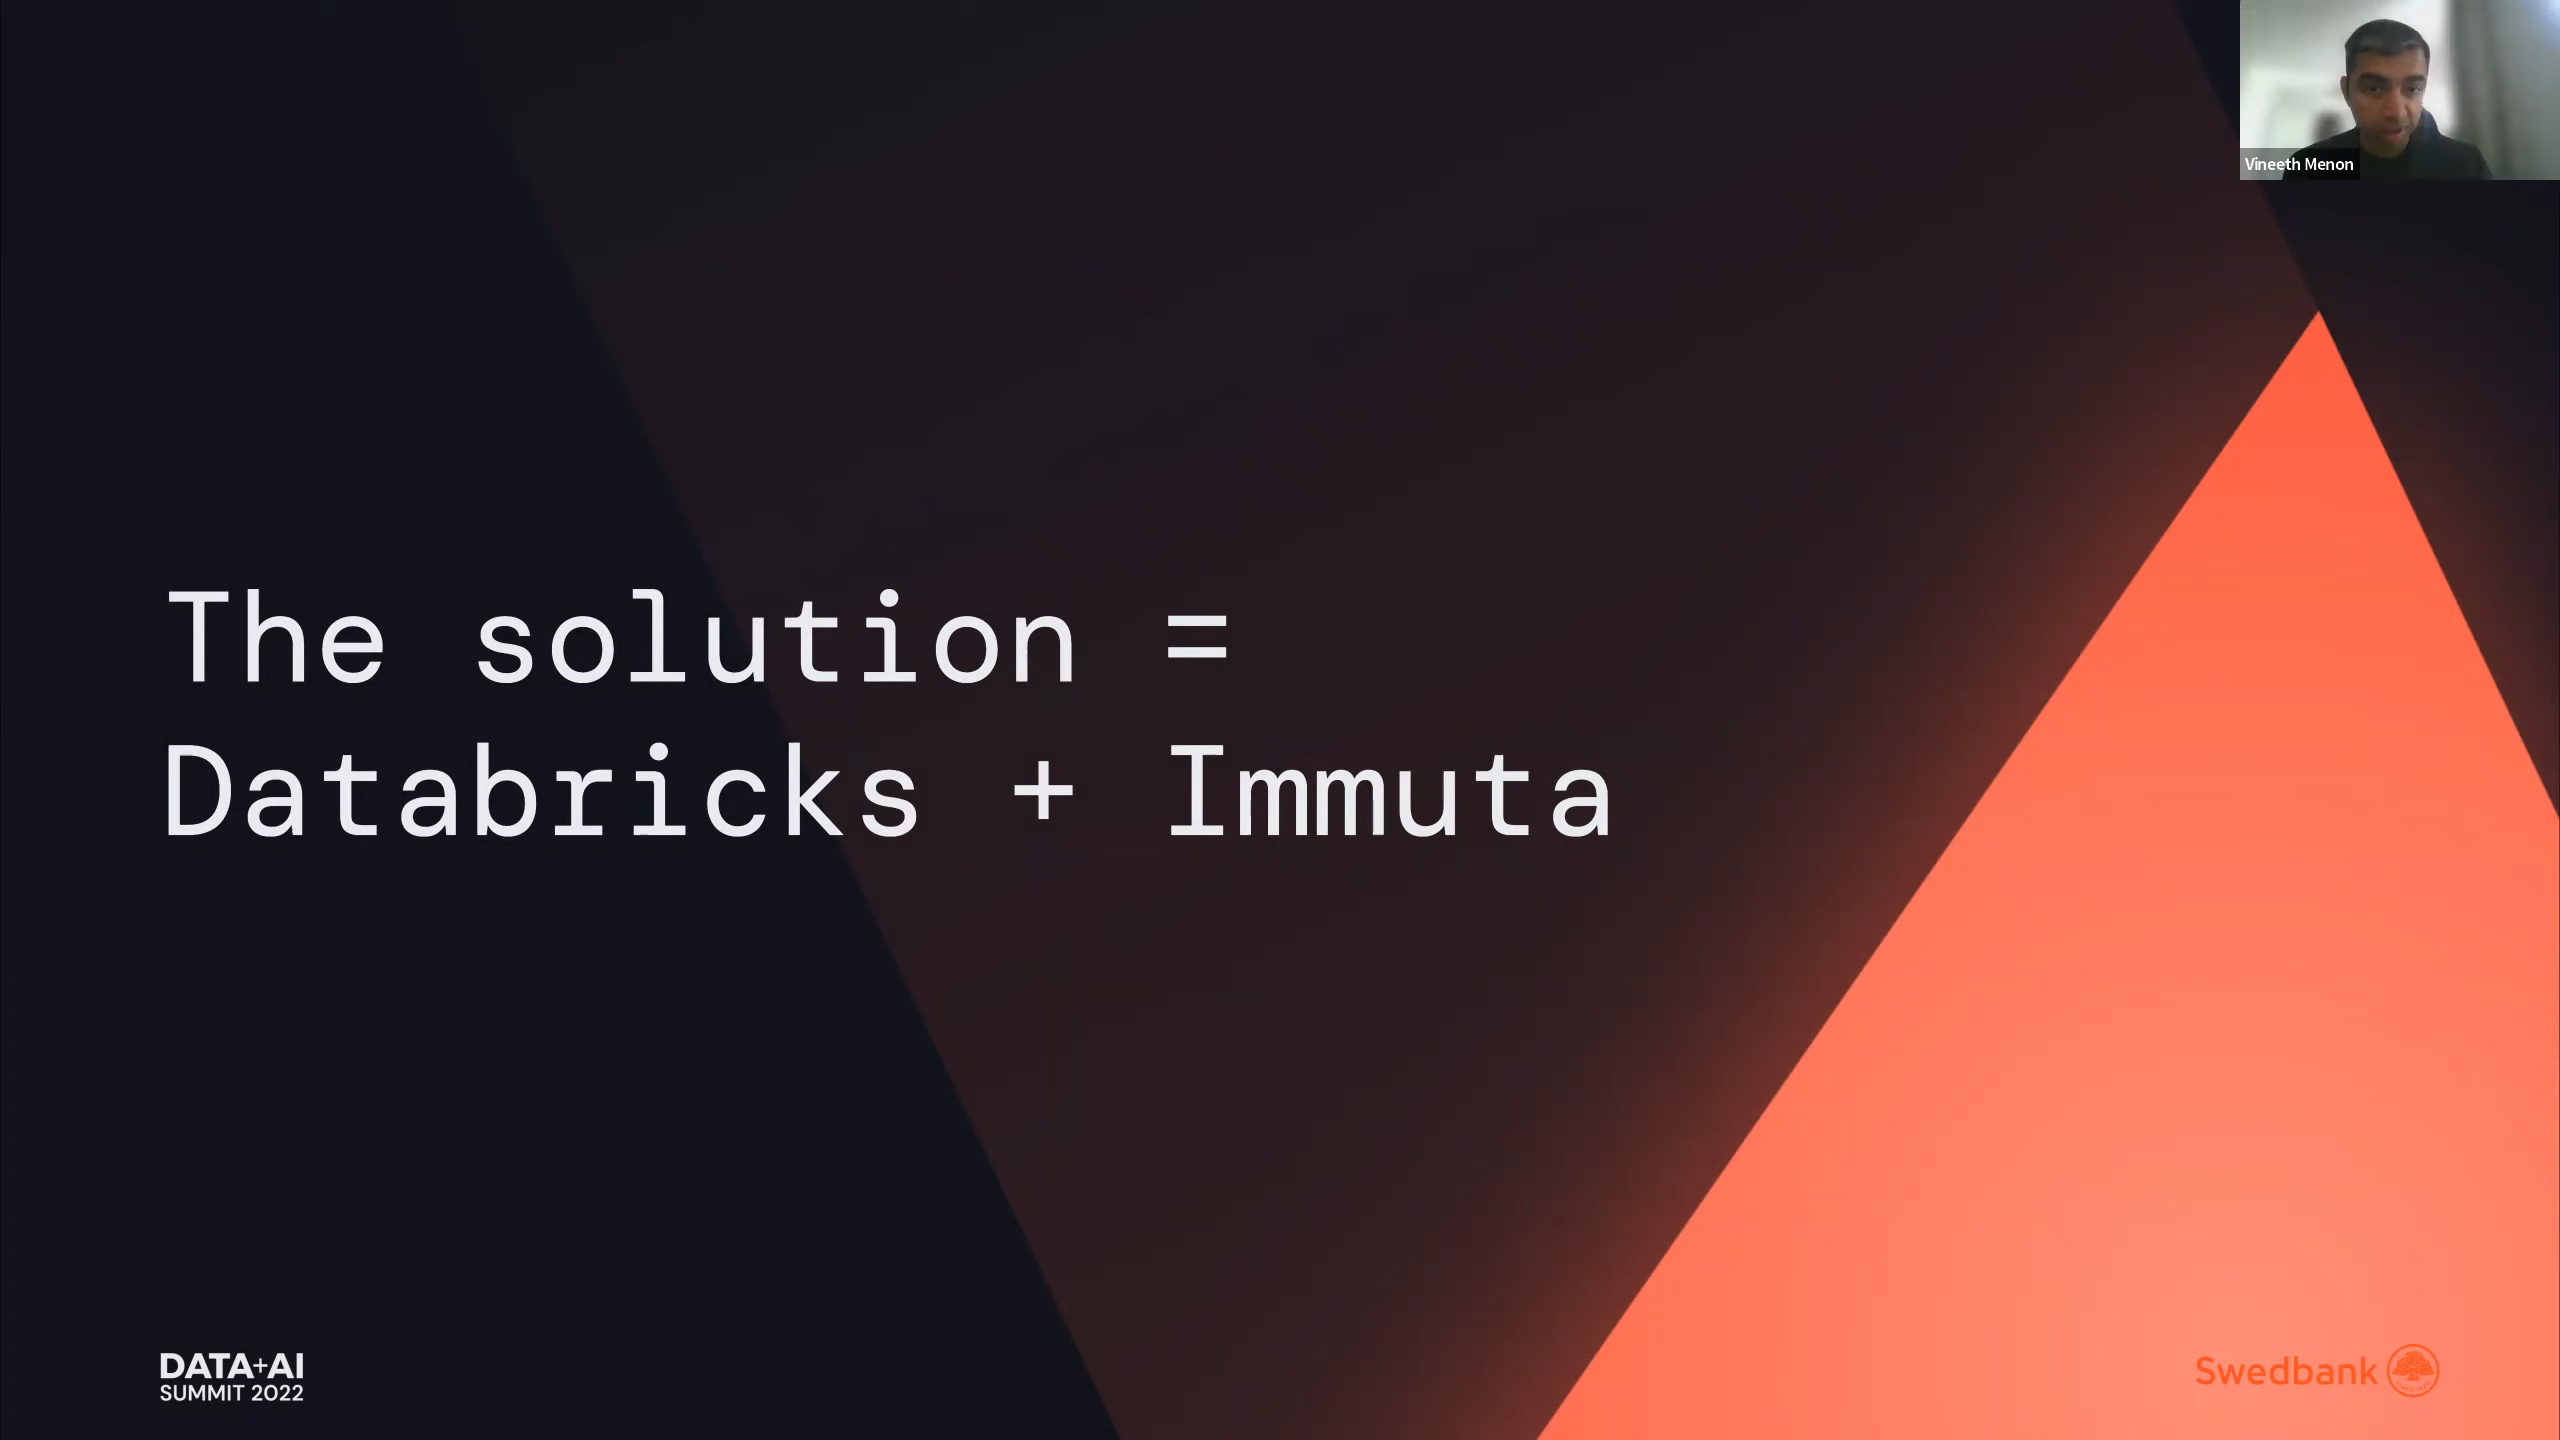 Vineeth Menon
The solution =
Databricks + Immuta
DATA+AI
SUMMIT 2022
Swedbank